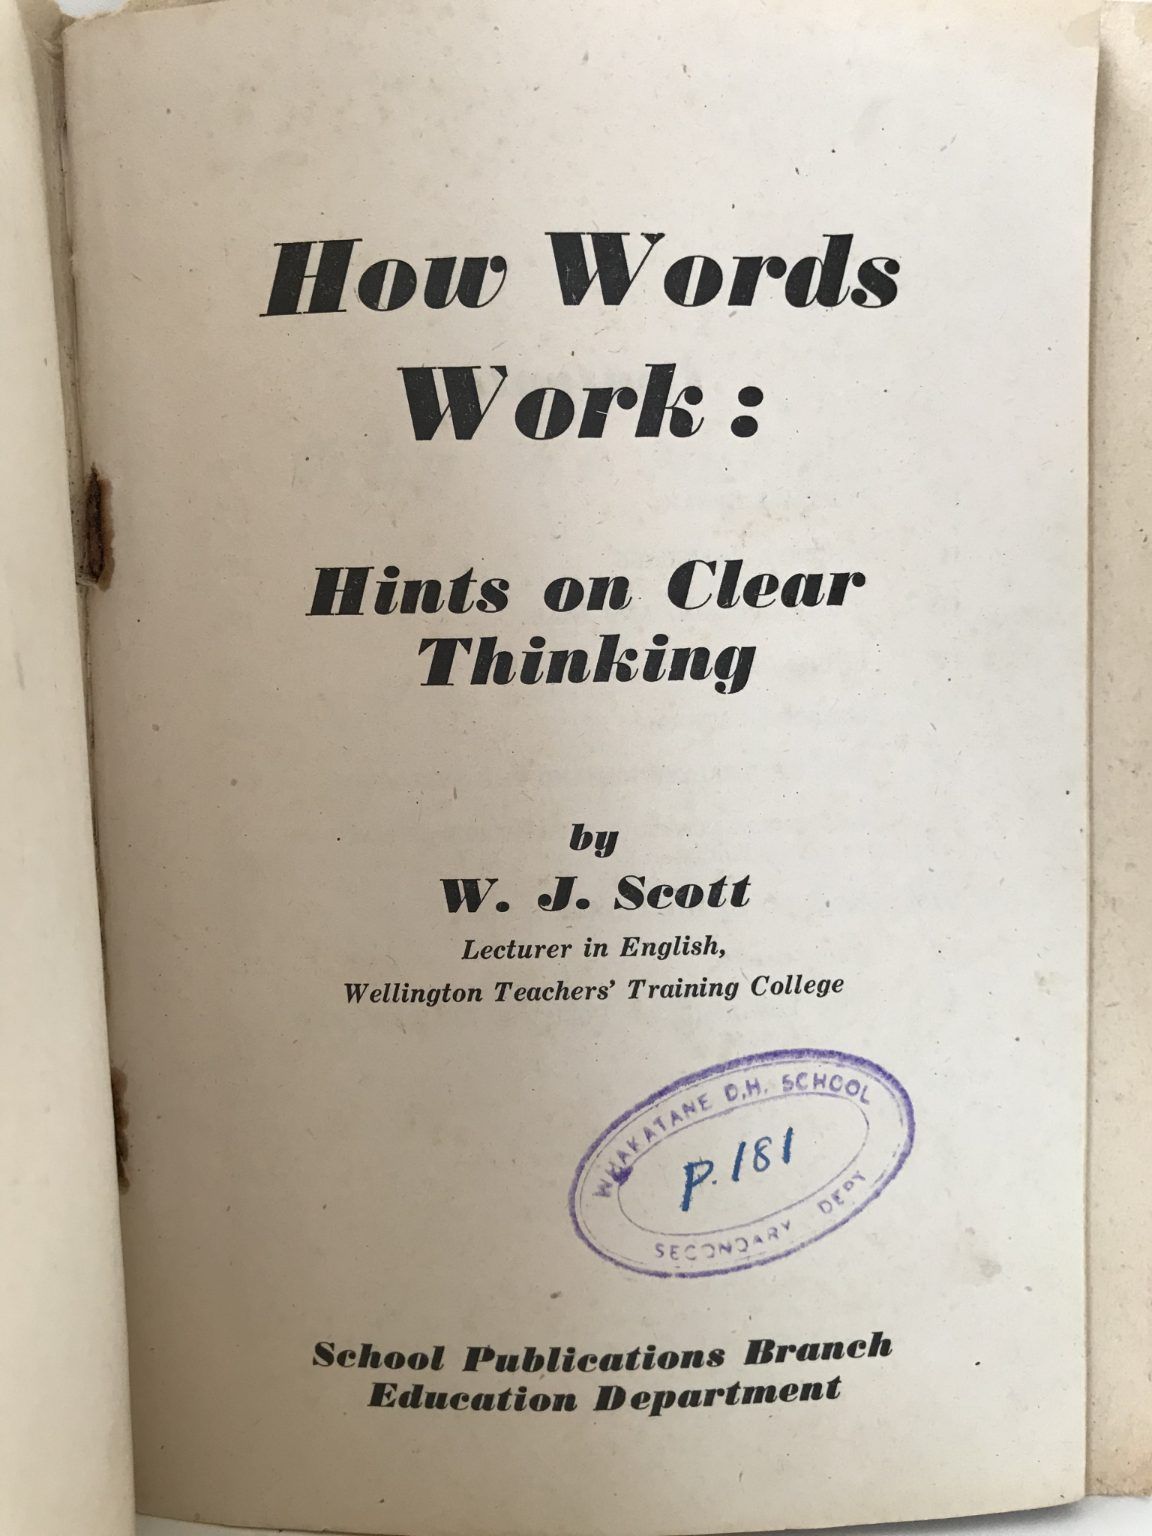 How Words
Work:
Hints on Clear
Thinking
by
W. J. Scott
Lecturer in English,
Wellington Teachers' Training College
WHAKATANE D.H. SCHOOL
P. 181
SECONDARY DEPT
School Publications Branch
Education Department